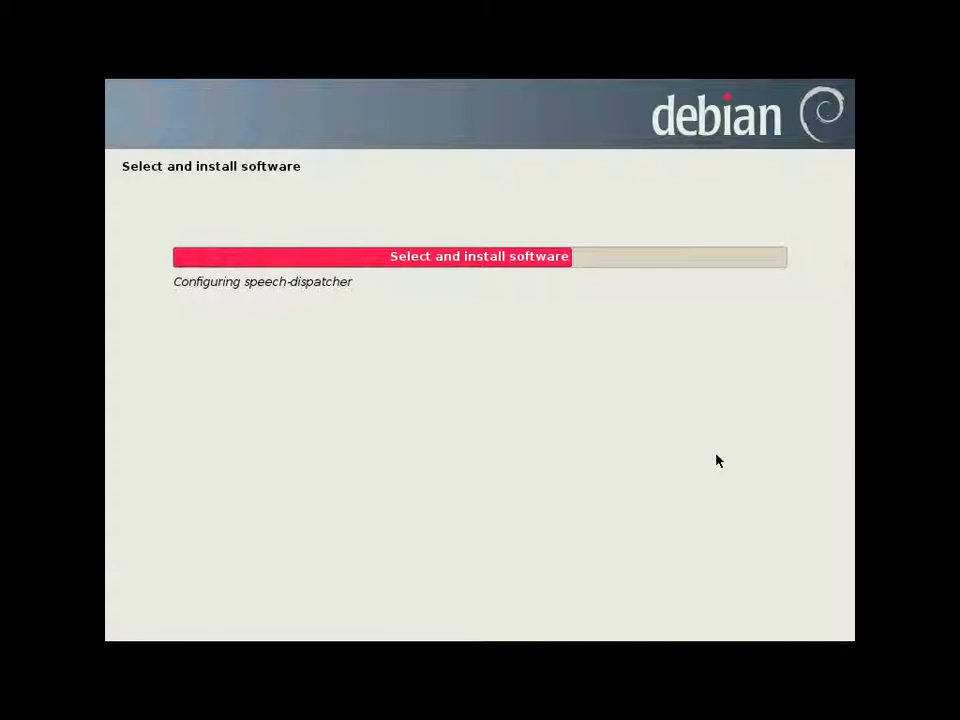 debian
Select and install software
Select and install software
Configuring speech-dispatcher